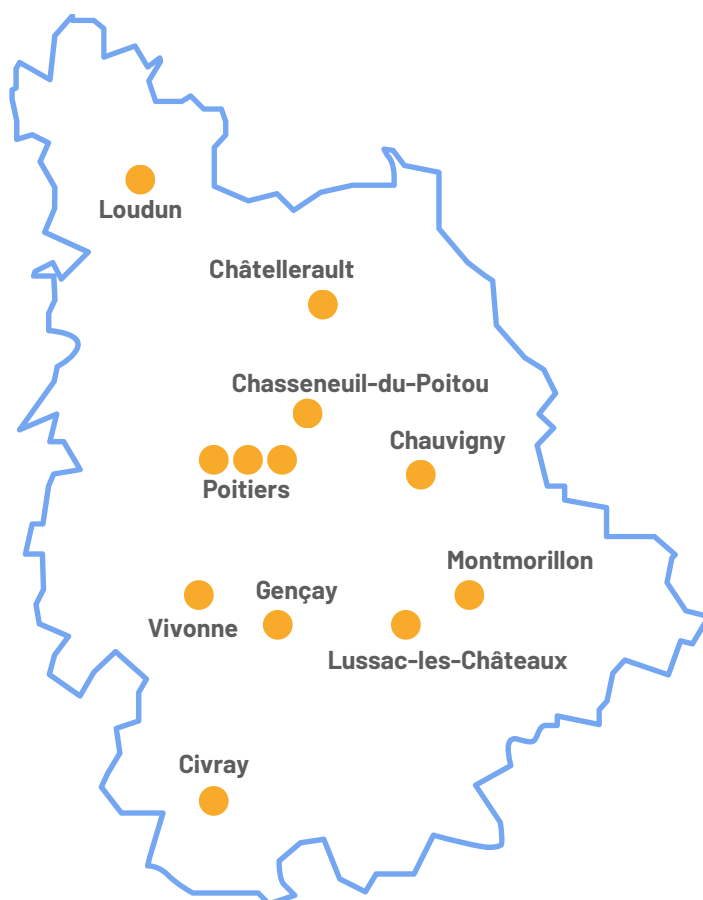 Loudun
Châtellerault
Chasseneuil-du-Poitou
Chauvigny
Poitiers
Montmorillon
Gençay
Vivonne
Lussac-les-Châteaux
Civray